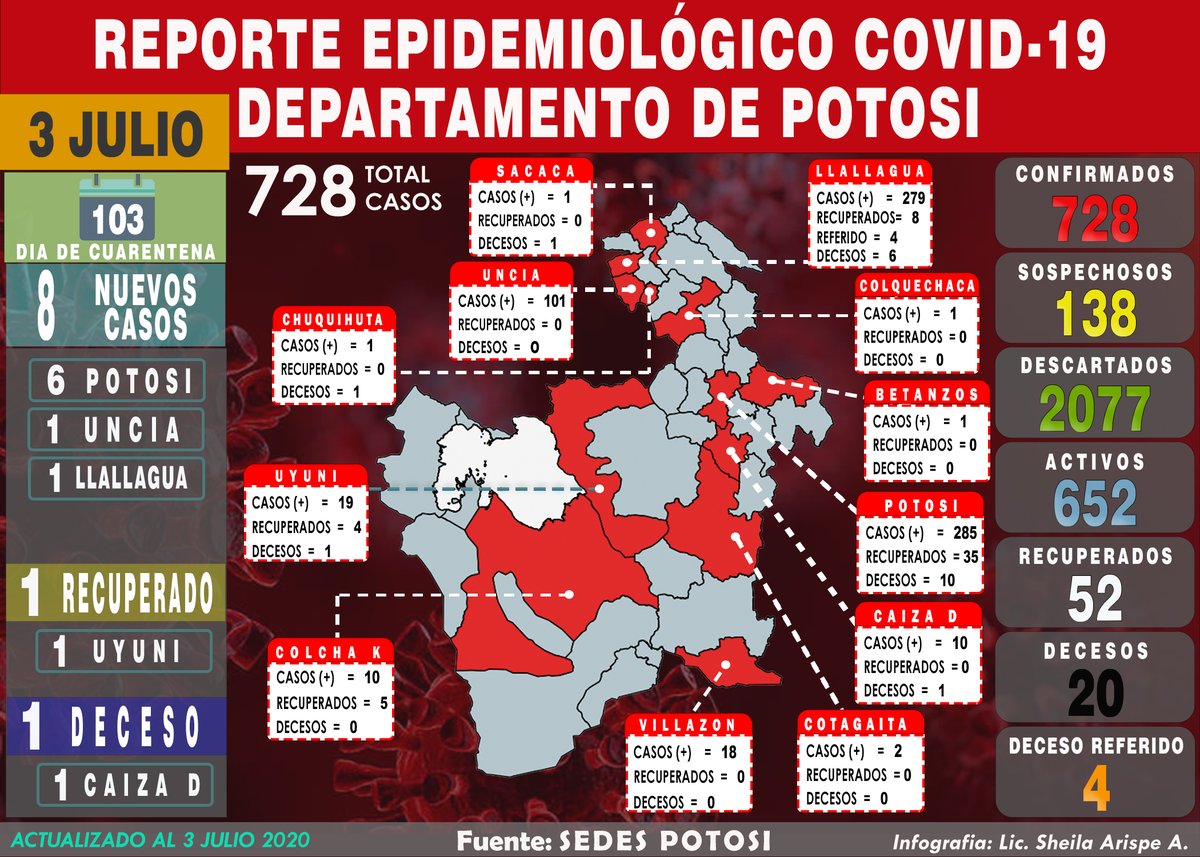 REPORTE EPIDEMIOLÓGICO COVID-19
DEPARTAMENTO DE POTOSI
3 JULIO
103
DIA DE CUARENTENA
8 NUEVOS CASOS
6 POTOSI
1 UNCIA
1 LLALLAGUA
1 RECUPERADO
1 UYUNI
1 DECESO
1 CAIZA D
728 TOTAL CASOS
SACACA
CASOS (+) = 1
RECUPERADOS = 0
DECESOS = 1
LLALLAGUA
CASOS (+) = 279
RECUPERADOS= 8
REFERIDO = 4
DECESOS = 6
UNCIA
CASOS (+) = 101
RECUPERADOS = 0
DECESOS = 0
COLQUECHACA
CASOS (+) = 1
RECUPERADOS =0
DECESOS = 0
CHUQUIHUTA
CASOS (+) = 1
RECUPERADOS = 0
DECESOS = 1
BETANZOS
CASOS (+) = 1
RECUPERADOS =0
DECESOS = 0
UYUNI
CASOS (+) = 19
RECUPERADOS = 4
DECESOS = 1
POTOSI
CASOS (+) = 285
RECUPERADOS =35
DECESOS = 10
CAIZA D
CASOS (+) = 10
RECUPERADOS =0
DECESOS = 1
COLCHA K
CASOS (+) = 10
RECUPERADOS = 5
DECESOS = 0
VILLAZON
CASOS (+) = 18
RECUPERADOS = 0
DECESOS = 0
COTAGAITA
CASOS (+) = 2
RECUPERADOS =0
DECESOS = 0
CONFIRMADOS
728
SOSPECHOSOS
138
DESCARTADOS
2077
ACTIVOS
652
RECUPERADOS
52
DECESOS
20
DECESO REFERIDO
4
ACTUALIZADO AL 3 JULIO 2020
Fuente: SEDES POTOSI
Infografia: Lic. Sheila Arispe A.